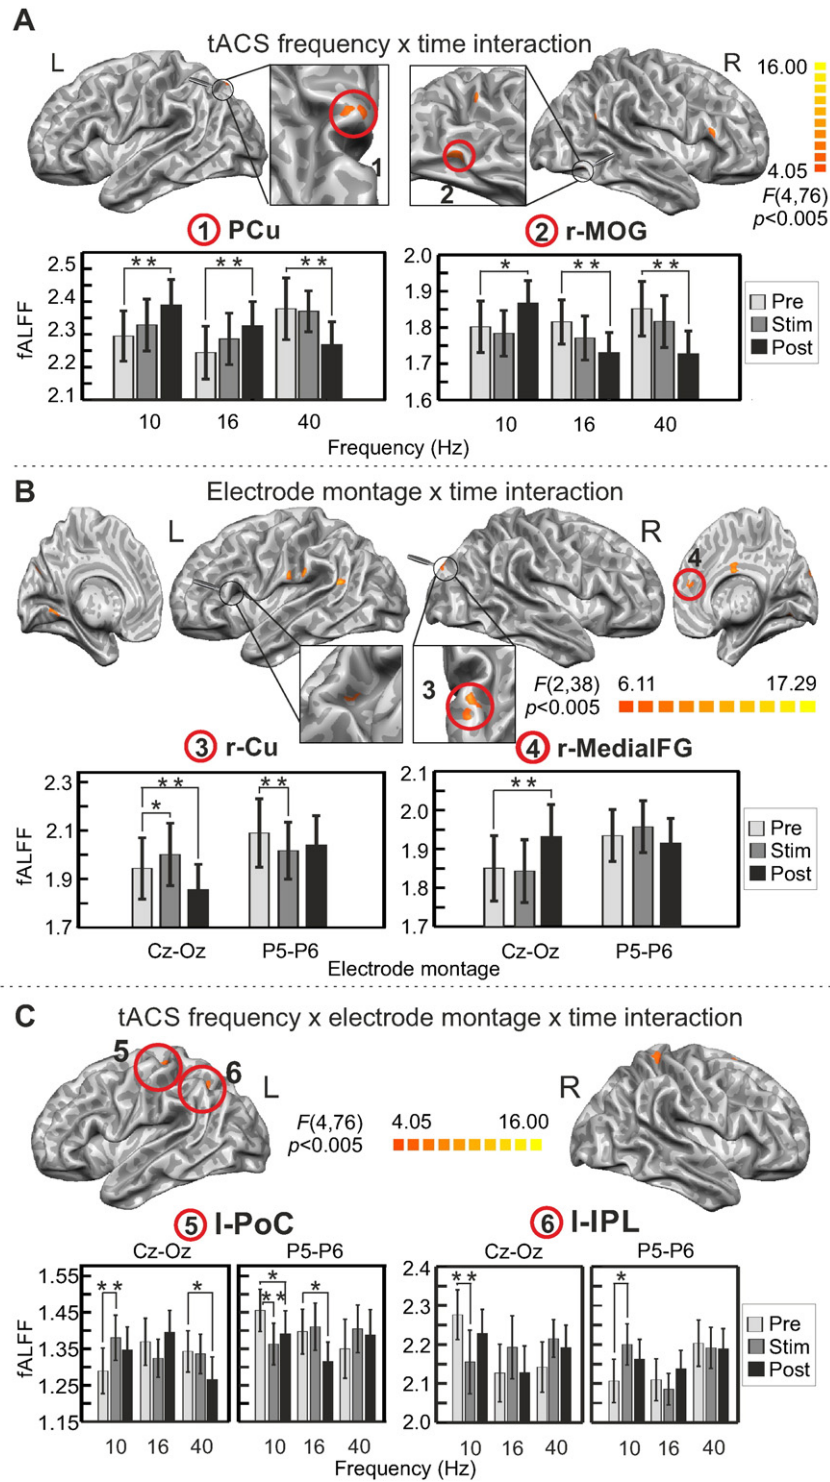 A
tACS frequency x time interaction
L
R
16.00
4.05
F(4,76)
p<0.005
1
2
1 PCu
2 r-MOG
fALFF
2.5
2.4
2.3
2.2
2.1
* *
* *
* *
10 16 40
2.0
1.9
1.8
1.7
1.6
*
* *
* *
10 16 40
Frequency (Hz)
Pre
Stim
Post
B
Electrode montage x time interaction
L
R
4
3
F(2,38)
p<0.005
6.11 17.29
3 r-Cu
4 r-MedialFG
fALFF
2.3
2.1
1.9
1.7
* *
*
* *
Cz-Oz P5-P6
2.1
2.0
1.9
1.8
1.7
* *
Cz-Oz P5-P6
Electrode montage
Pre
Stim
Post
C
tACS frequency x electrode montage x time interaction
5
6
L
R
F(4,76)
p<0.005
4.05 16.00
5 l-PoC
6 l-IPL
Cz-Oz P5-P6
Cz-Oz P5-P6
fALFF
1.55
1.45
1.35
1.25
1.15
* *
*
*
* *
*
10 16 40 10 16 40
2.4
2.3
2.2
2.1
2.0
* *
*
10 16 40 10 16 40
Frequency (Hz)
Pre
Stim
Post